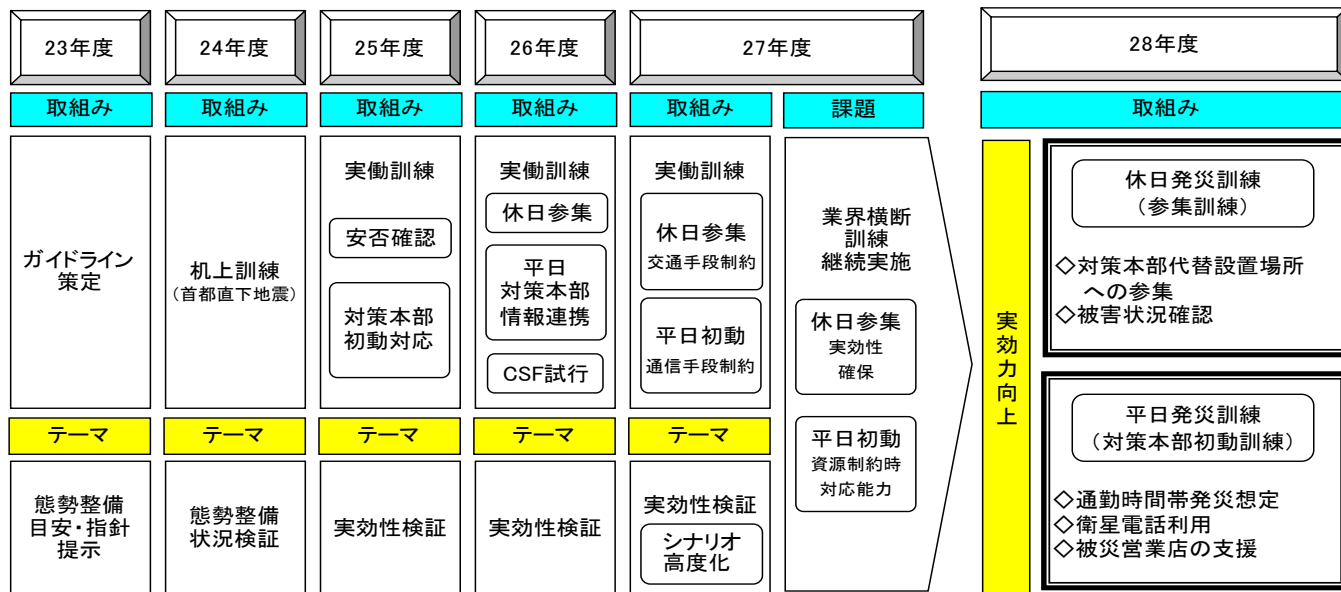 23年度
24年度
25年度
26年度
27年度
28年度
取組み
取組み
取組み
取組み
取組み
課題
取組み
ガイドライン
策定
机上訓練
(首都直下地震)
実働訓練
安否確認
対策本部
初動対応
実働訓練
休日参集
平日
対策本部
情報連携
CSF試行
実働訓練
休日参集
交通手段制約
平日初動
通信手段制約
業界横断
訓練
継続実施
休日参集
実効性
確保
平日初動
資源制約時
対応能力
テーマ
テーマ
テーマ
テーマ
テーマ
態勢整備
目安・指針
提示
態勢整備
状況検証
実効性検証
実効性検証
実効性検証
シナリオ
高度化
実効力向上
休日発災訓練
(参集訓練)
◇対策本部代替設置場所
への参集
◇被害状況確認
平日発災訓練
(対策本部初動訓練)
◇通勤時間帯発災想定
◇衛星電話利用
◇被災営業店の支援